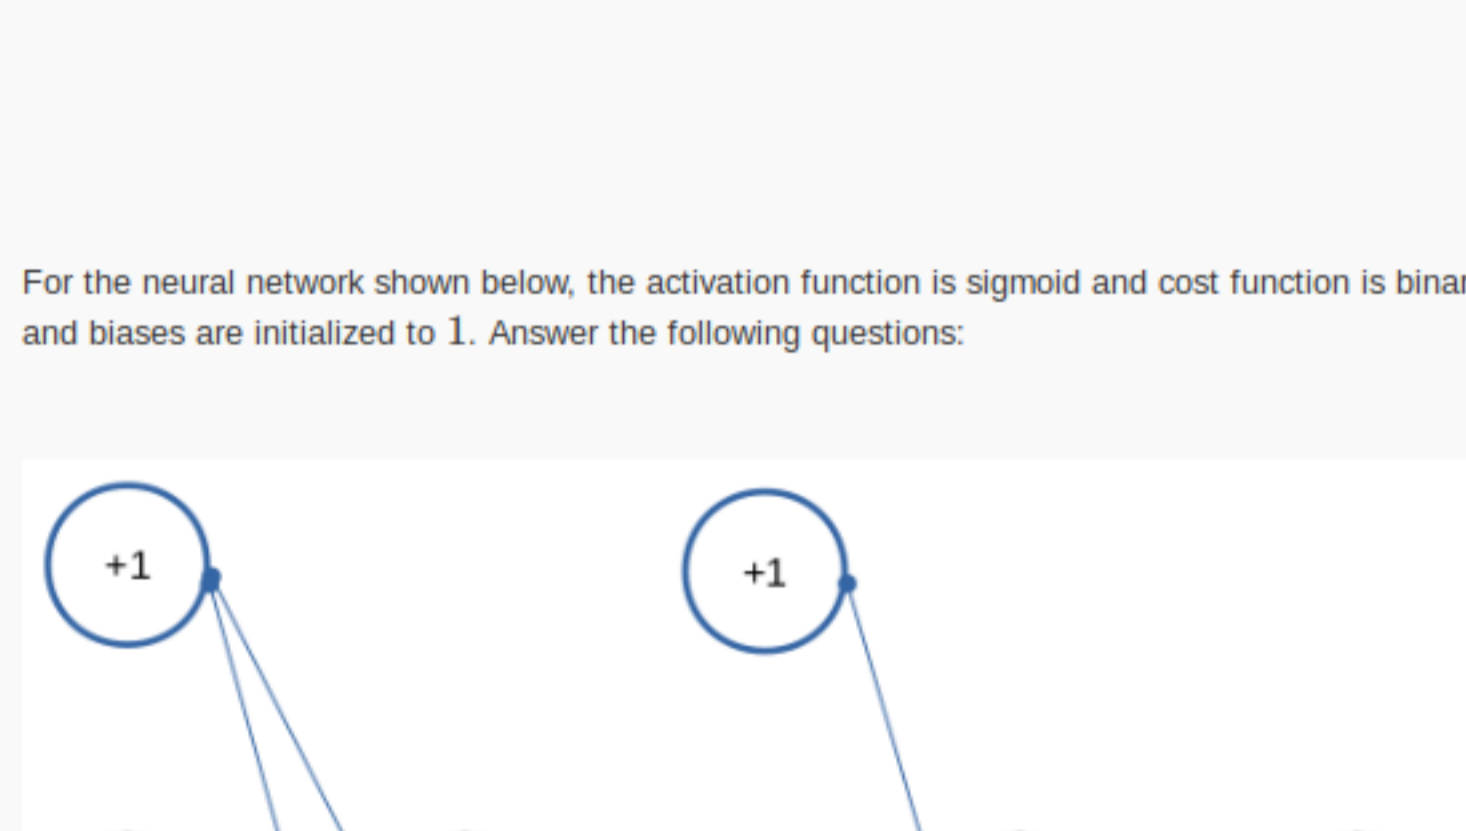 For the neural network shown below, the activation function is sigmoid and cost function is
and biases are initialized to 1. Answer the following questions:
+1
+1